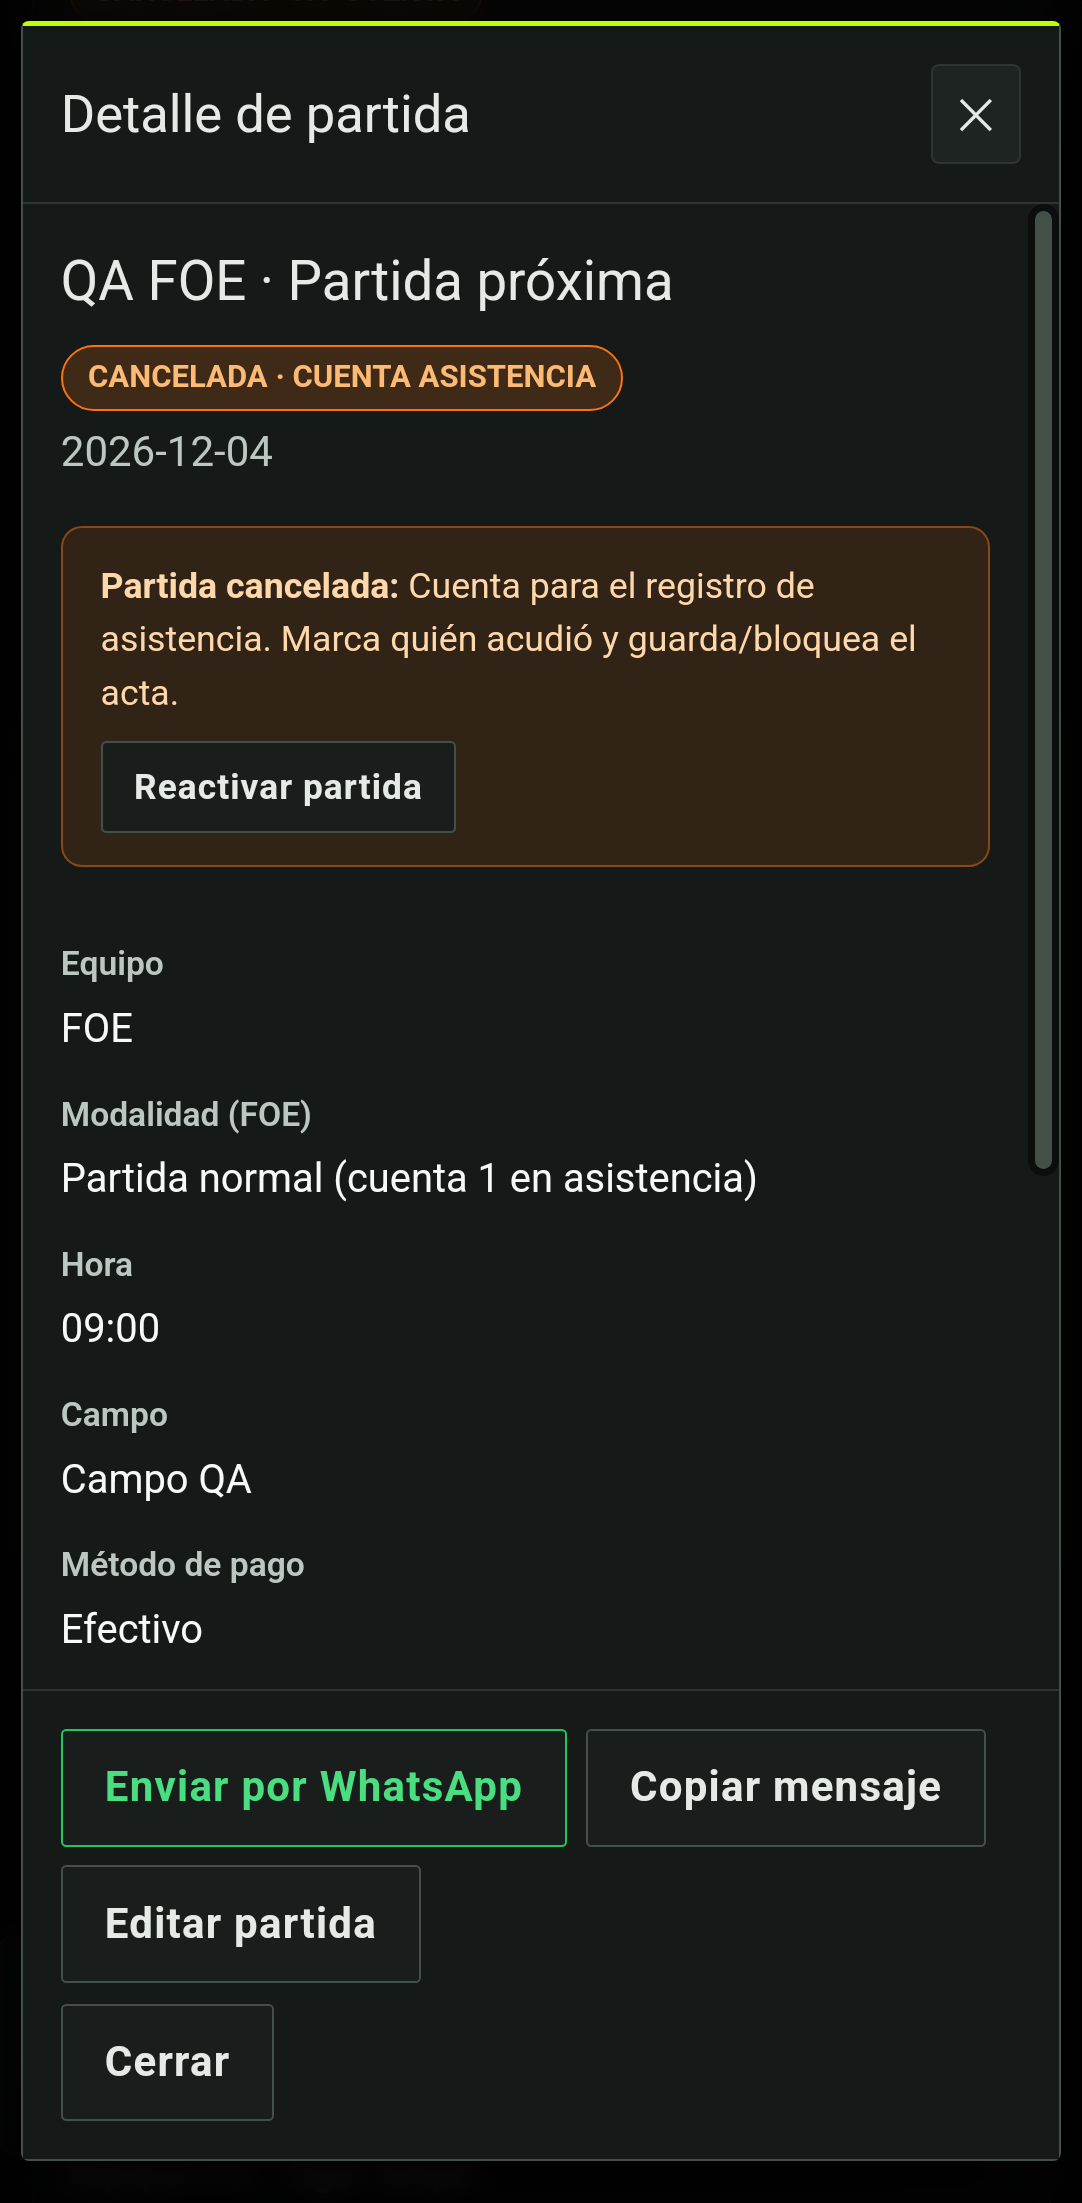 Detalle de partida
QA FOE · Partida próxima
CANCELADA · CUENTA ASISTENCIA
2026-12-04
Partida cancelada: Cuenta para el registro de
asistencia. Marca quién acudió y guarda/bloquea el
acta.
Reactivar partida
Equipo
FOE
Modalidad (FOE)
Partida normal (cuenta 1 en asistencia)
Hora
09:00
Campo
Campo QA
Método de pago
Efectivo
Enviar por WhatsApp
Copiar mensaje
Editar partida
Cerrar